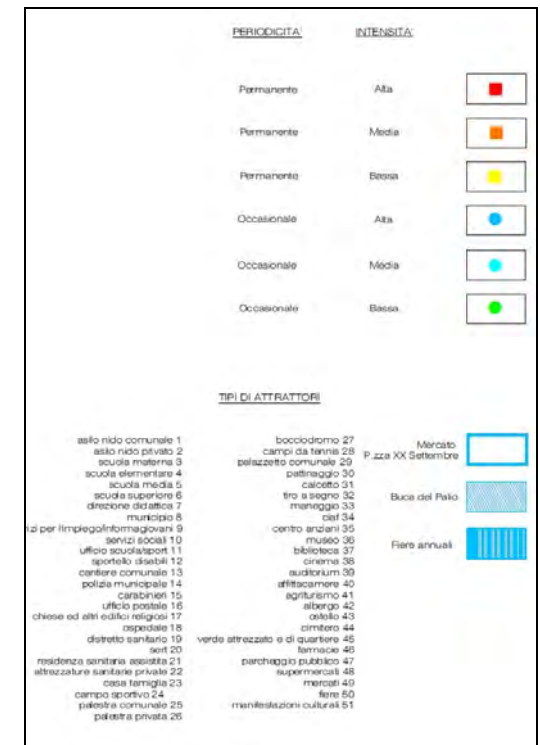 PERIODICITA' INTENSITA'
Permanente Alta
Permanente Media
Permanente Bassa
Occasionale Alta
Occasionale Media
Occasionale Bassa
TIPI DI ATTRATTORI
asilo nido comunale 1
asilo nido privato 2
scuola materna 3
scuola elementare 4
scuola media 5
scuola superiore 6
direzione didattica 7
municipio 8
izi per l'impiego/informagiovani 9
servizi sociali 10
ufficio scuola/sport 11
sportello disabili 12
cantiere comunale 13
polizia municipale 14
carabinieri 15
ufficio postale 16
chiese ed altri edifici religiosi 17
ospedale 18
distretto sanitario 19
sert 20
residenza sanitaria assistita 21
attrezzature sanitarie private 22
casa famiglia 23
campo sportivo 24
palestra comunale 25
palestra privata 26
bocciodromo 27
campi da tennis 28
palazzetto comunale 29
pattinaggio 30
calcetto 31
tiro a segno 32
maneggio 33
ciaf 34
centro anziani 35
museo 36
biblioteca 37
cinema 38
auditorium 39
affittacamere 40
agriturismo 41
albergo 42
ostello 43
cimitero 44
verde attrezzato e di quartiere 45
farmacie 46
parcheggio pubblico 47
supermercati 48
mercati 49
fiere 50
manifestazioni culturali 51
Mercato
P.zza XX Settembre
Buca del Palio
Fiere annuali